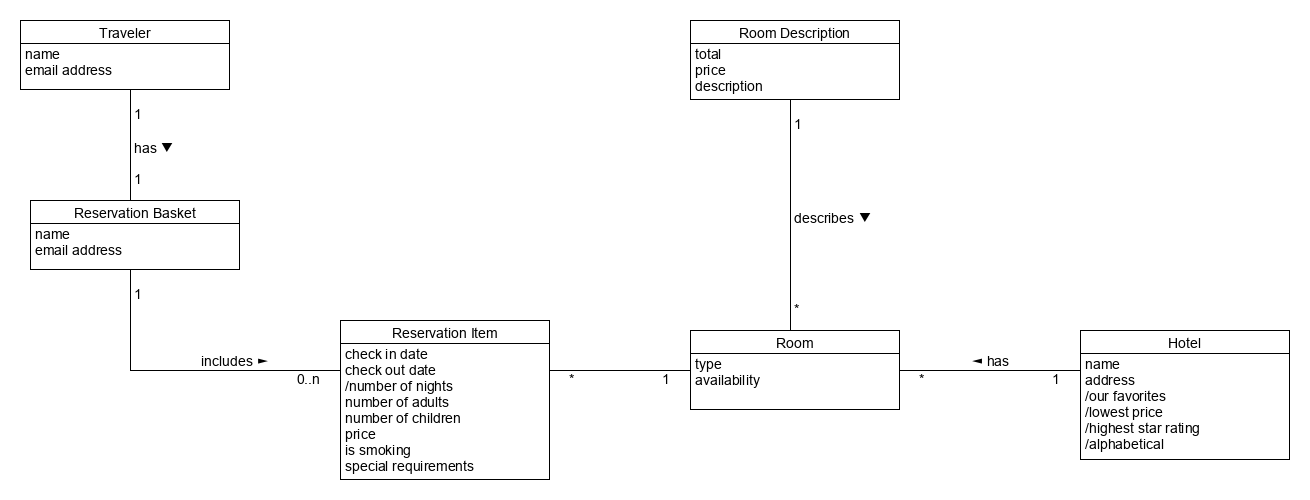 Traveler
name
email address
1
has ▼
1
Reservation Basket
name
email address
1
includes ►
0..n
Reservation Item
check in date
check out date
/number of nights
number of adults
number of children
price
is smoking
special requirements
*
1
Room Description
total
price
description
1
describes ▼
*
Room
type
availability
◄ has
*
1
Hotel
name
address
/our favorites
/lowest price
/highest star rating
/alphabetical